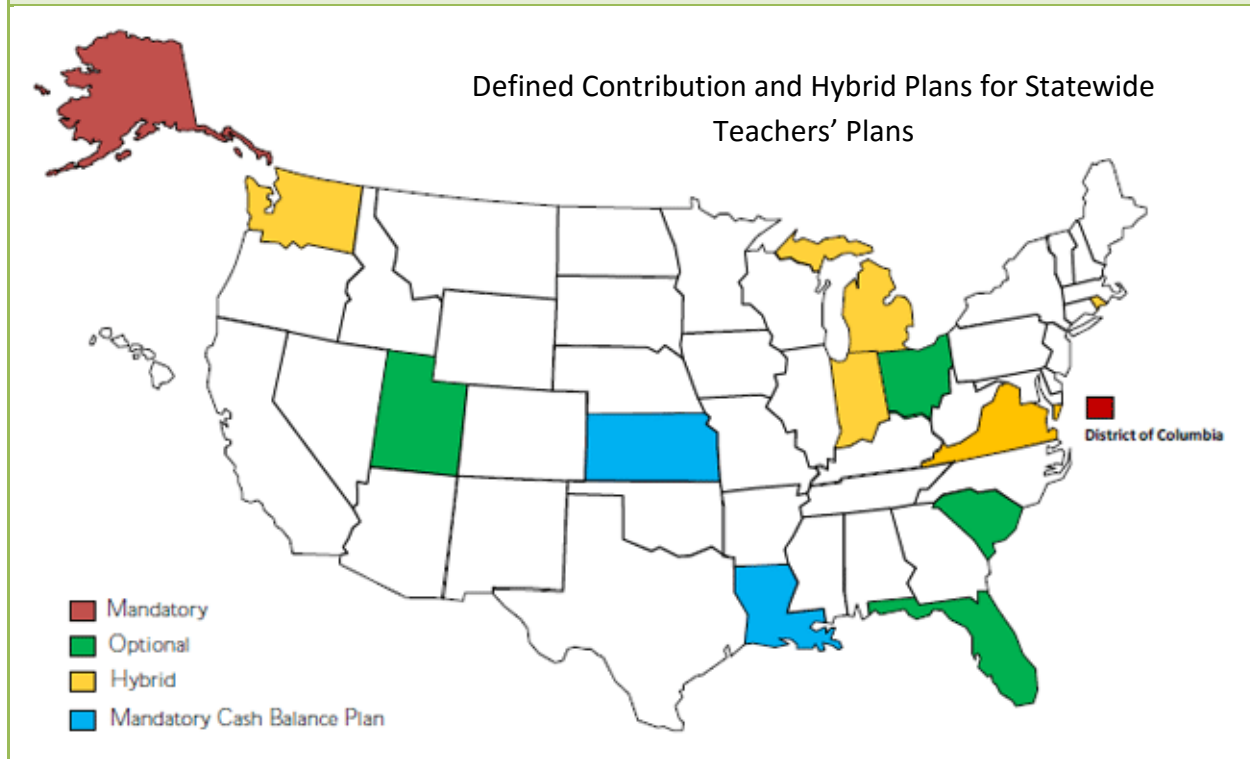 Defined Contribution and Hybrid Plans for Statewide
Teachers’ Plans
District of Columbia
Mandatory
Optional
Hybrid
Mandatory Cash Balance Plan